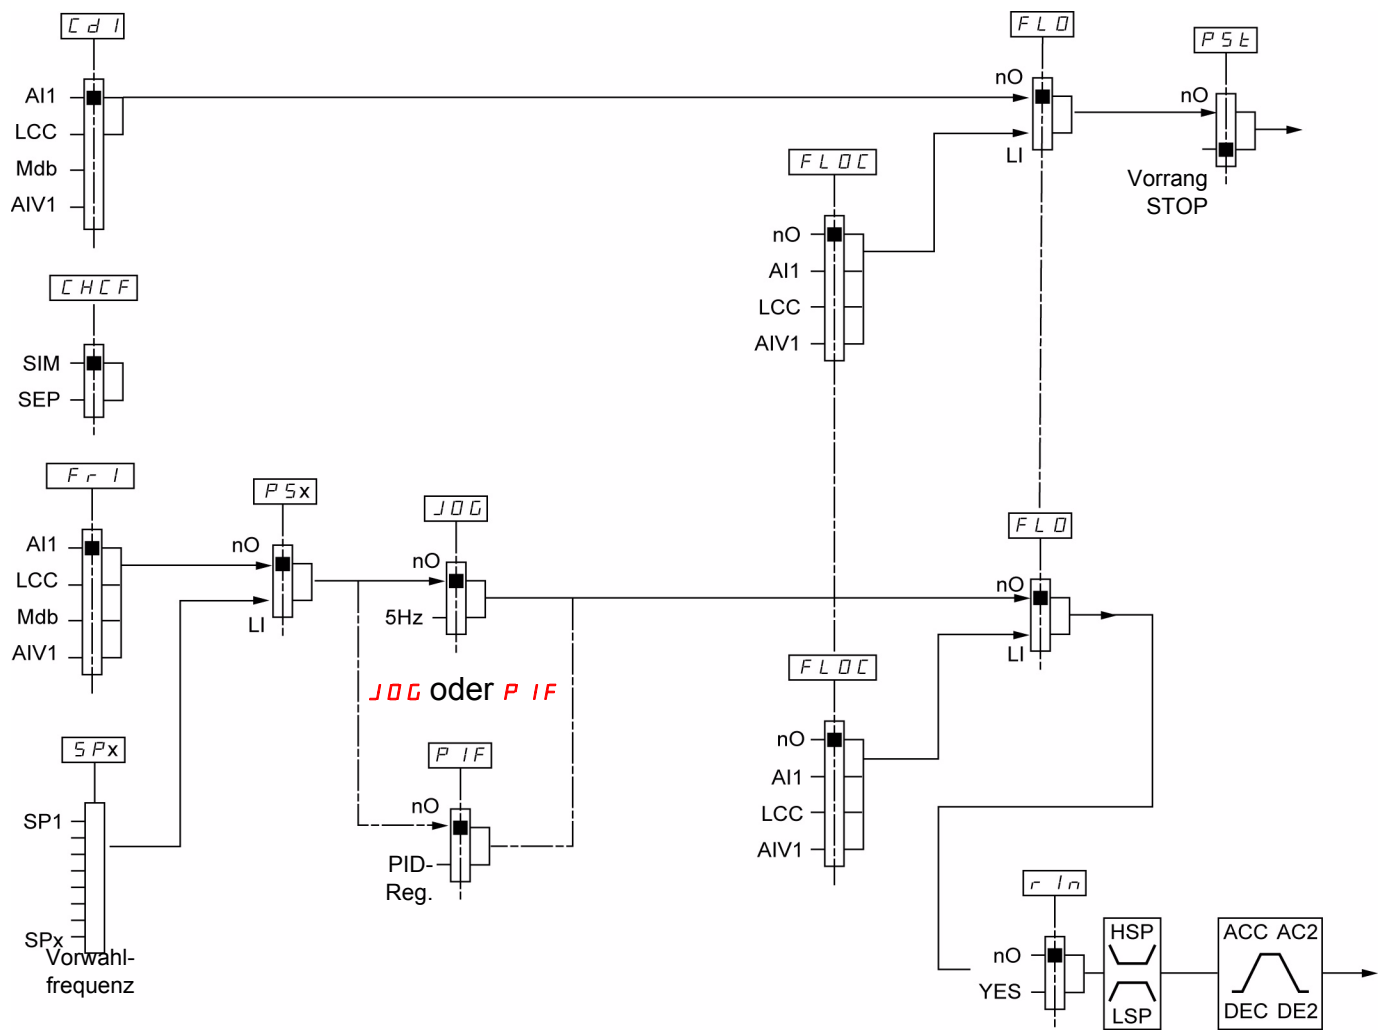 Cd1
AI1
LCC
Mdb
AIV1
CHCF
SIM
SEP
Fr1
AI1
LCC
Mdb
AIV1
SPx
SP1
SPx
Vorwahl-
frequenz
PSx
nO
LI
JOG
nO
5Hz
JOG oder PIF
PIF
nO
PID-
Reg.
FLOC
nO
AI1
LCC
AIV1
FLO
nO
LI
PSt
nO
Vorrang
STOP
FLO
nO
LI
FLOC
nO
AI1
LCC
AIV1
rIn
nO
YES
HSP
LSP
ACC AC2
DEC DE2